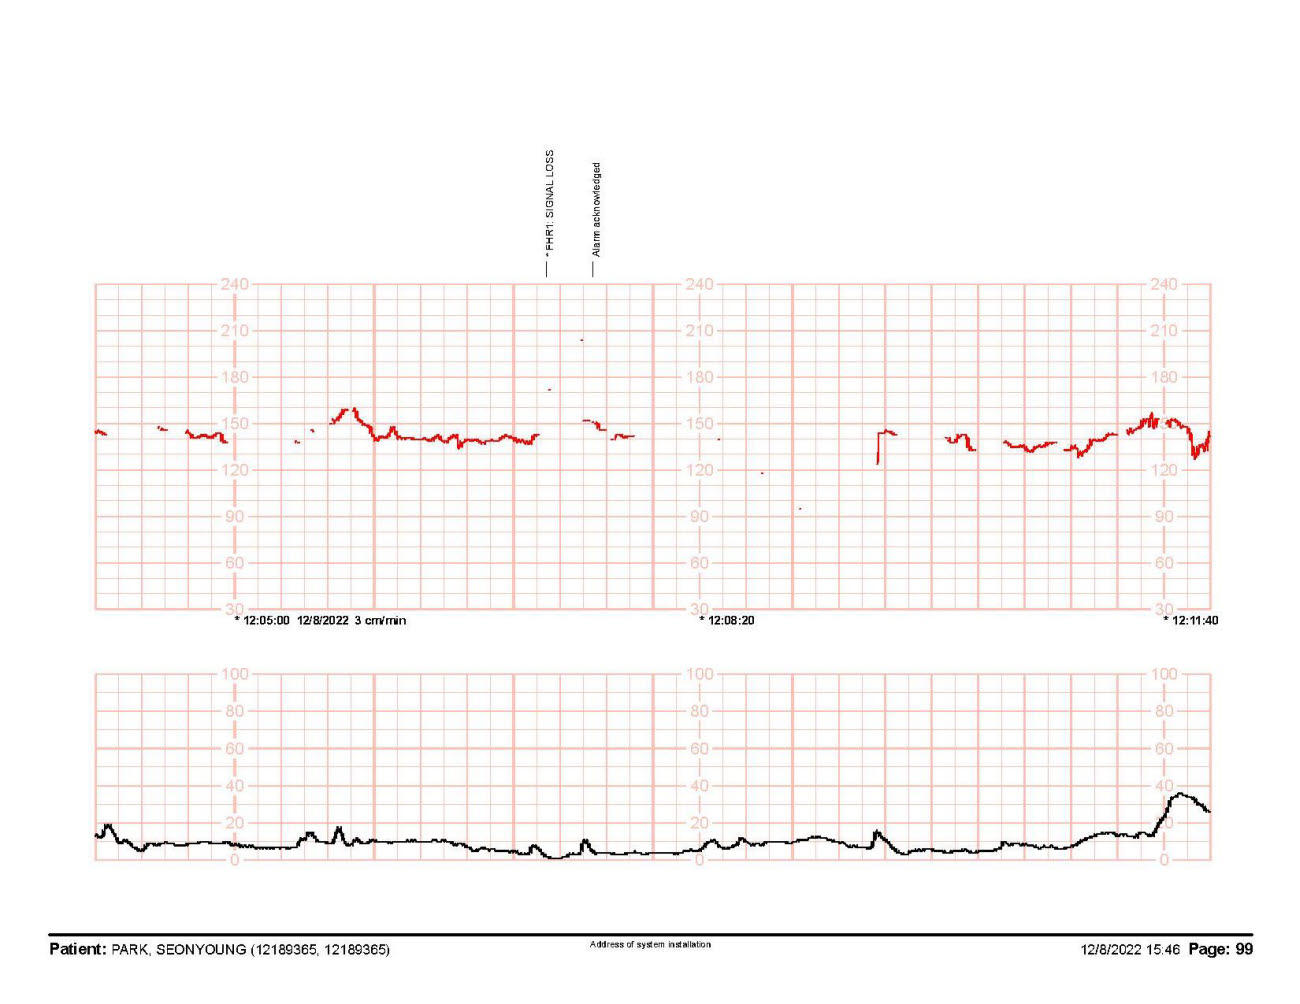 * FHR1: SIGNAL LOSS
Alarm acknowledged
240 240 240
210 210 210
180 180 180
150 150 150
120 120 120
90 90 90
60 60 60
30 30 30
* 12:05:00 12/8/2022 3 cm/min * 12:08:20 * 12:11:40
100 100 100
80 80 80
60 60 60
40 40 40
20 20 20
0 0 0
Patient: PARK, SEONYOUNG (12189365, 12189365) Address of system installation 12/8/2022 15:46 Page: 99